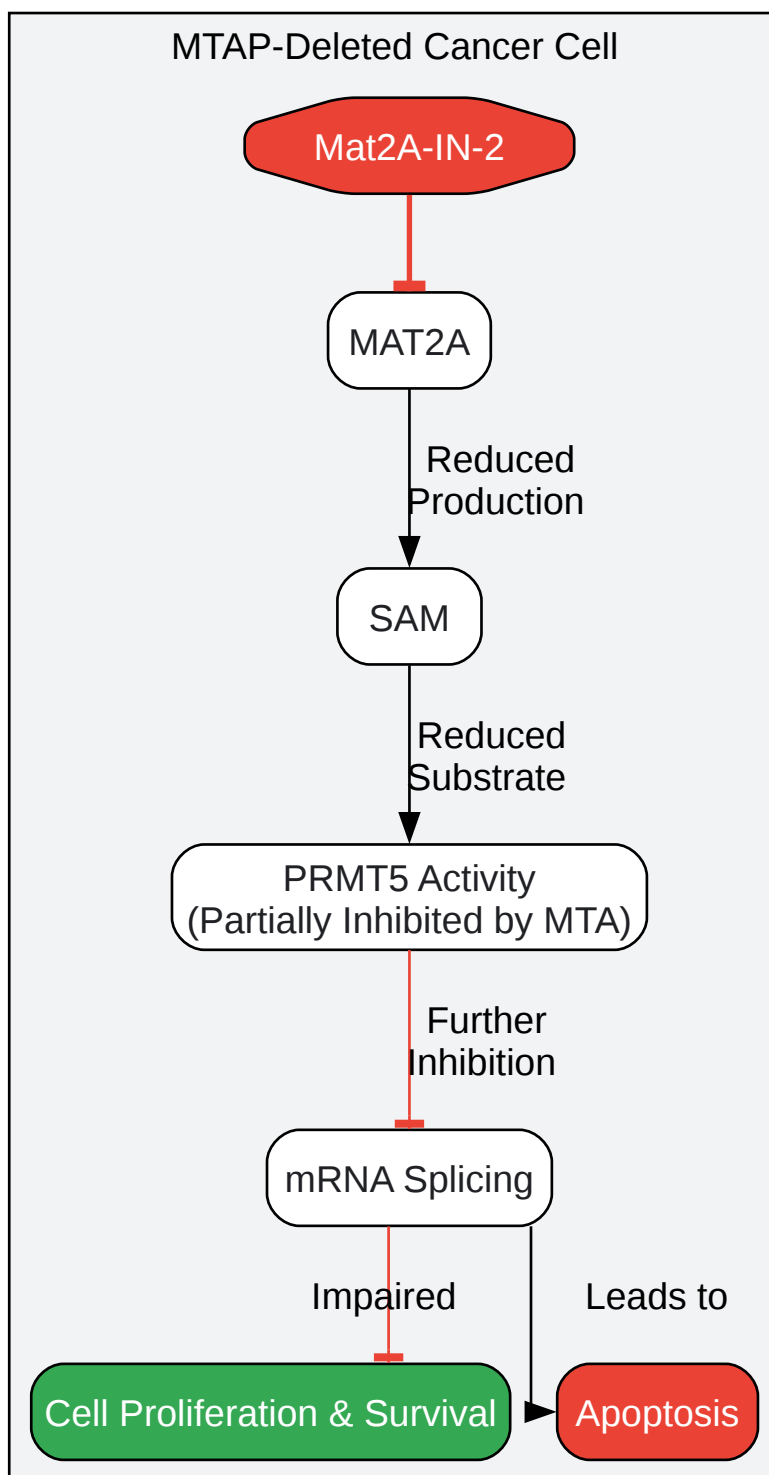 MTAP-Deleted Cancer Cell
Mat2A-IN-2
MAT2A
Reduced
Production
SAM
Reduced
Substrate
PRMT5 Activity
(Partially Inhibited by MTA)
Further
Inhibition
mRNA Splicing
Impaired
Leads to
Cell Proliferation & Survival
Apoptosis